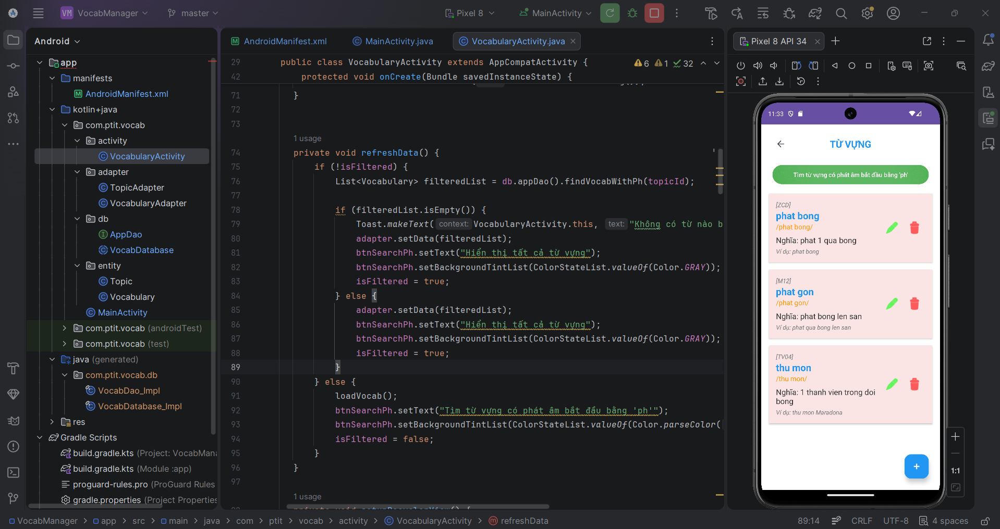 VM VocabManager
master
Pixel 8
MainActivity
Android
app
manifests
AndroidManifest.xml
kotlin+java
com.ptit.vocab
activity
VocabularyActivity
adapter
TopicAdapter
VocabularyAdapter
db
AppDao
VocabDatabase
entity
Topic
Vocabulary
MainActivity
com.ptit.vocab (androidTest)
com.ptit.vocab (test)
java (generated)
com.ptit.vocab.db
VocabDao_Impl
VocabDatabase_Impl
res
Gradle Scripts
build.gradle.kts (Project: VocabMana
build.gradle.kts (Module :app)
proguard-rules.pro (ProGuard Rules
gradle.properties (Project Properties
AndroidManifest.xml
MainActivity.java
VocabularyActivity.java
6 1 32
29 public class VocabularyActivity extends AppCompatActivity {
42 protected void onCreate(Bundle savedInstanceState) {
71 }
72
73
1 usage
74 private void refreshData() {
75 if (!isFiltered) {
76 List<Vocabulary> filteredList = db.appDao().findVocabWithPh(topicId);
77
78 if (filteredList.isEmpty()) {
79 Toast.makeText( context: VocabularyActivity.this, text: "Không có từ nào b
80 adapter.setData(filteredList);
81 btnSearchPh.setText("Hiển thị tất cả từ vựng");
82 btnSearchPh.setBackgroundTintList(ColorStateList.valueOf(Color.GRAY));
83 isFiltered = true;
84 } else {
85 adapter.setData(filteredList);
86 btnSearchPh.setText("Hiển thị tất cả từ vựng");
87 btnSearchPh.setBackgroundTintList(ColorStateList.valueOf(Color.GRAY));
88 isFiltered = true;
89 }
90 } else {
91 loadVocab();
92 btnSearchPh.setText("Tìm từ vựng có phát âm bắt đầu bằng 'ph'");
93 btnSearchPh.setBackgroundTintList(ColorStateList.valueOf(Color.parseColor(
94 isFiltered = false;
95 }
96 }
97
1 usage
Pixel 8 API 34
11:33
TỪ VỰNG
Tìm từ vựng có phát âm bắt đầu bằng 'ph'
[ZCD]
phat bong
/phat bong/
Nghĩa: phat 1 qua bong
Ví dụ: phat bong
[M12]
phat gon
/phat gon/
Nghĩa: phat bong len san
Ví dụ: phat qua bong len san
[TV04]
thu mon
/thu mon/
Nghĩa: 1 thanh vien trong doi
bong
Ví dụ: thu mon Maradona
+
1:1
VocabManager > app > src > main > java > com > ptit > vocab > activity > VocabularyActivity > refreshData
89:14 CRLF UTF-8 4 spaces